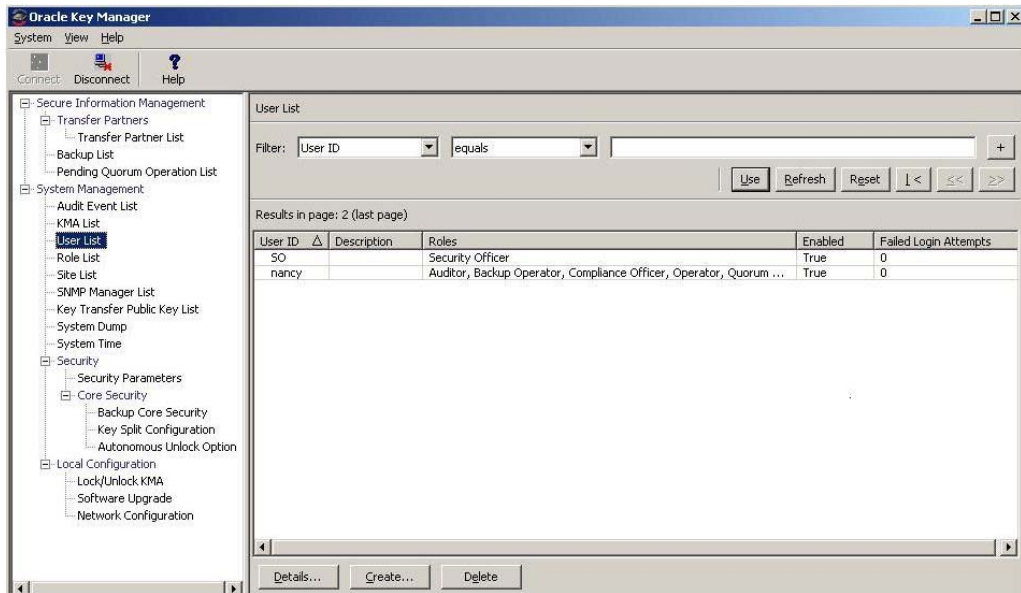 Oracle Key Manager
System View Help
Connect Disconnect Help
Secure Information Management
Transfer Partners
Transfer Partner List
Backup List
Pending Quorum Operation List
System Management
Audit Event List
KMA List
User List
Role List
Site List
SNMP Manager List
Key Transfer Public Key List
System Dump
System Time
Security
Security Parameters
Core Security
Backup Core Security
Key Split Configuration
Autonomous Unlock Option
Local Configuration
Lock/Unlock KMA
Software Upgrade
Network Configuration
User List
Filter: User ID equals +
Use Refresh Reset |< << >>
Results in page: 2 (last page)
User ID Description Roles Enabled Failed Login Attempts
SO Security Officer True 0
nancy Auditor, Backup Operator, Compliance Officer, Operator, Quorum ... True 0
Details... Create... Delete